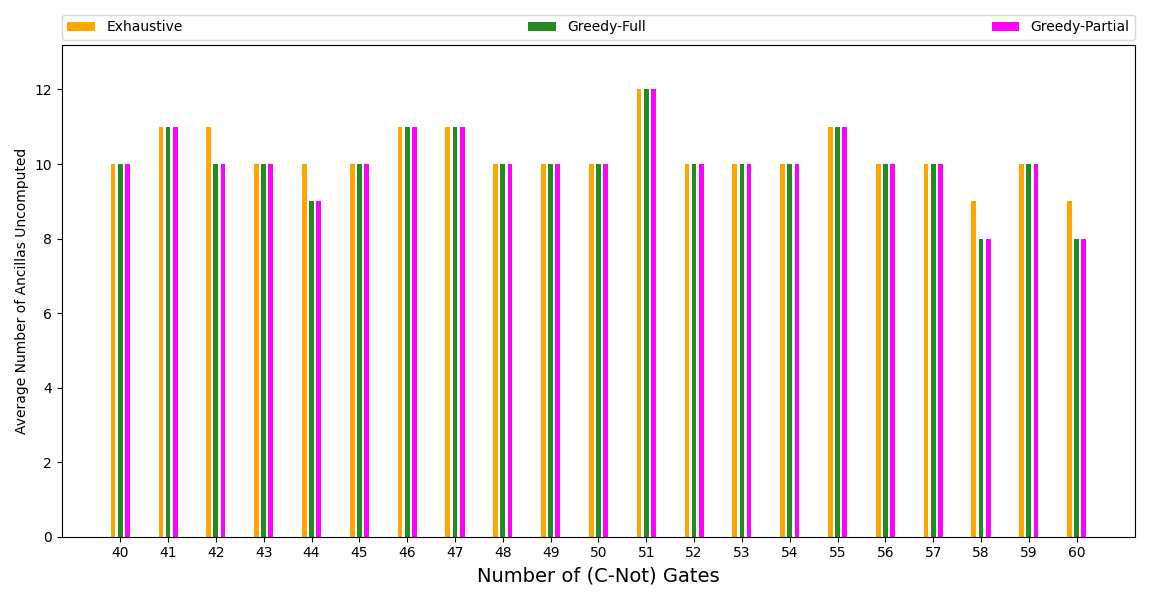 Exhaustive Greedy-Full Greedy-Partial
Average Number of Ancillas Uncomputed
12
10
8
6
4
2
0
40 41 42 43 44 45 46 47 48 49 50 51 52 53 54 55 56 57 58 59 60
Number of (C-Not) Gates